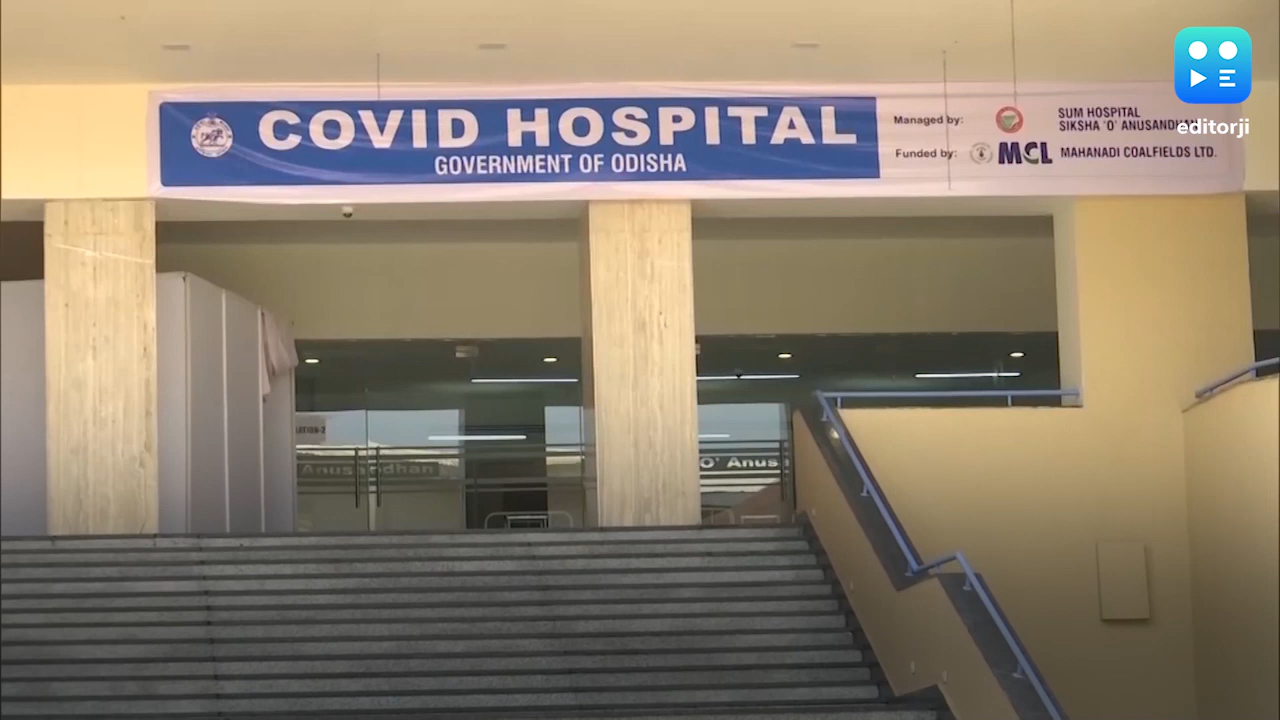 COVID HOSPITAL
GOVERNMENT OF ODISHA
Managed by:
SUM HOSPITAL
SIKSHA 'O' ANUSANDHAN
Funded by:
MCL
MAHANADI COALFIELDS LTD.
editorji
Anusandhan
'O' Anusa